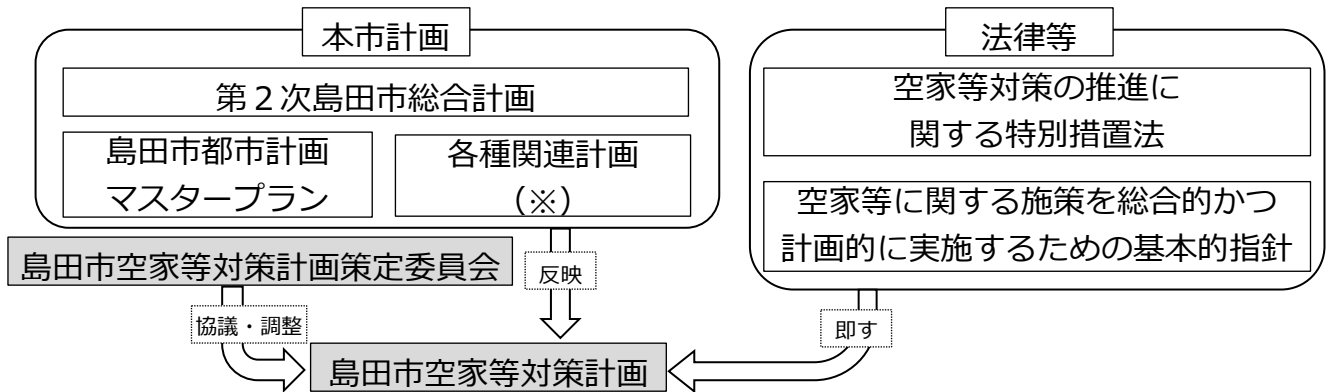 本市計画
第２次島田市総合計画
島田市都市計画
マスタープラン
各種関連計画
（※）
法律等
空家等対策の推進に
関する特別措置法
空家等に関する施策を総合的かつ
計画的に実施するための基本的指針
島田市空家等対策計画策定委員会
反映
協議・調整
即す
島田市空家等対策計画